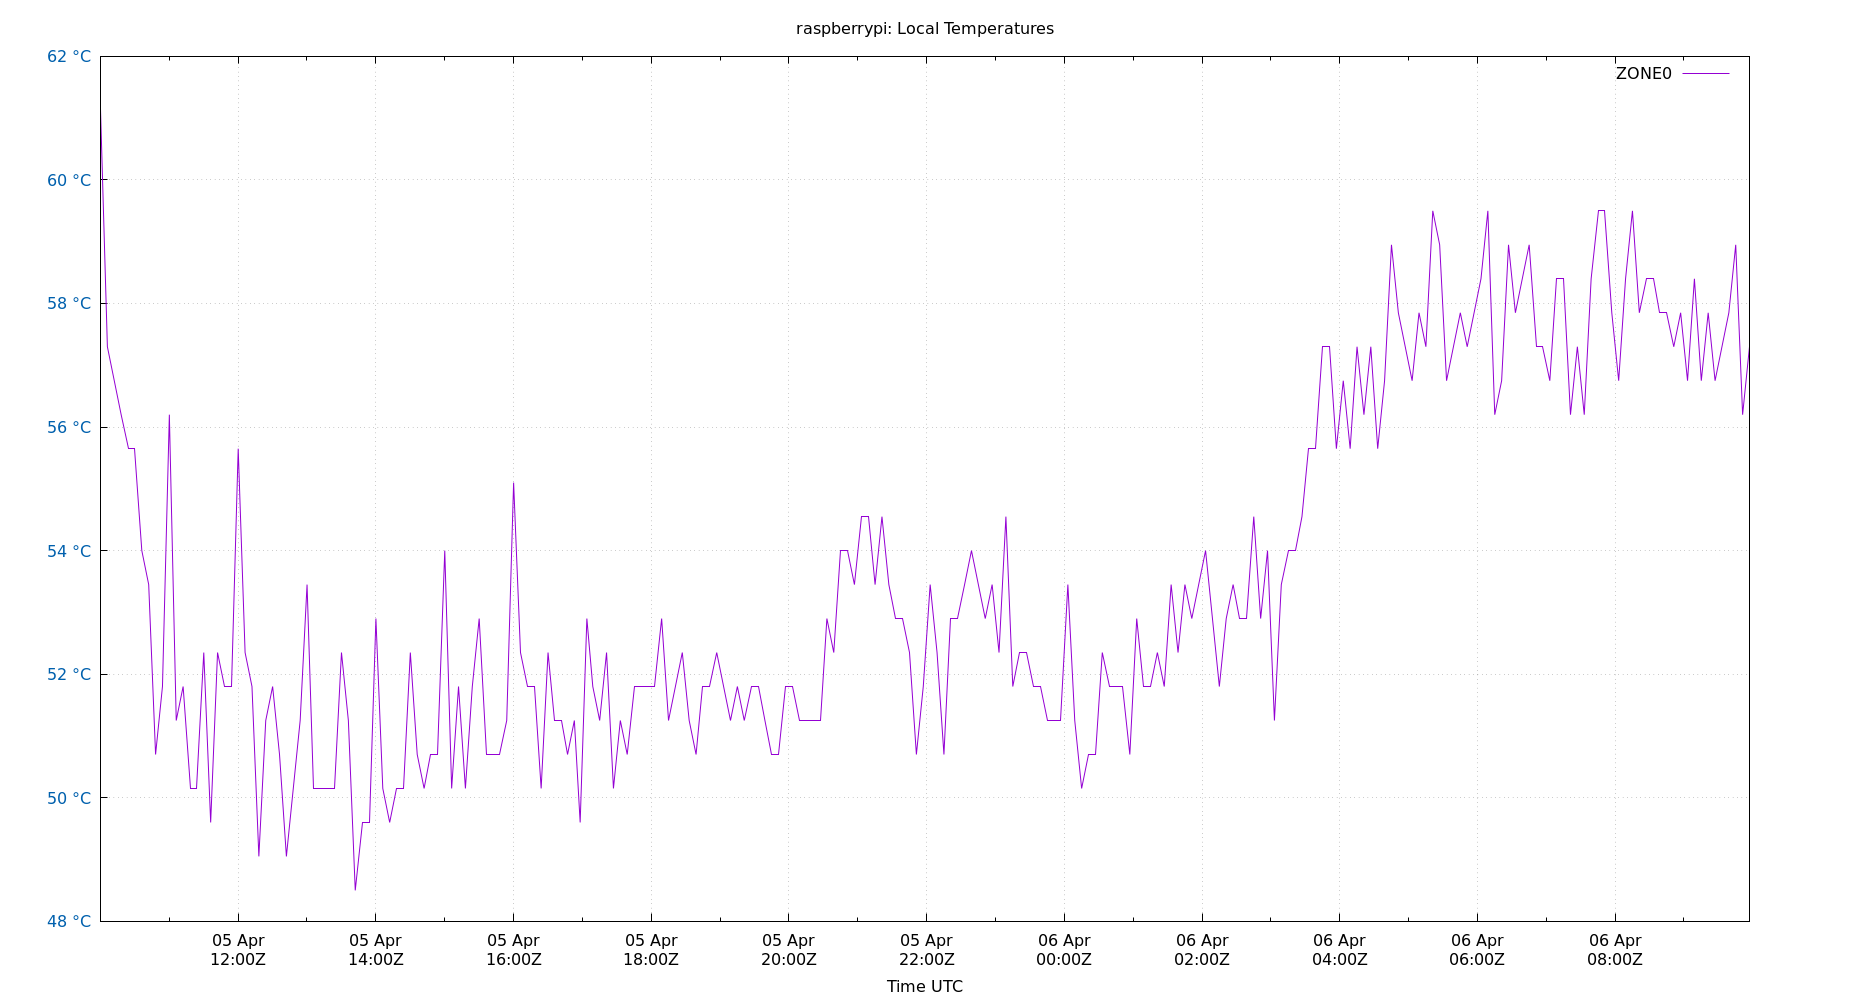 raspberrypi: Local Temperatures
62 °C
ZONE0
60 °C
58 °C
56 °C
54 °C
52 °C
50 °C
48 °C
05 Apr 05 Apr 05 Apr 05 Apr 05 Apr 05 Apr 06 Apr 06 Apr 06 Apr 06 Apr 06 Apr
12:00Z 14:00Z 16:00Z 18:00Z 20:00Z 22:00Z 00:00Z 02:00Z 04:00Z 06:00Z 08:00Z
Time UTC